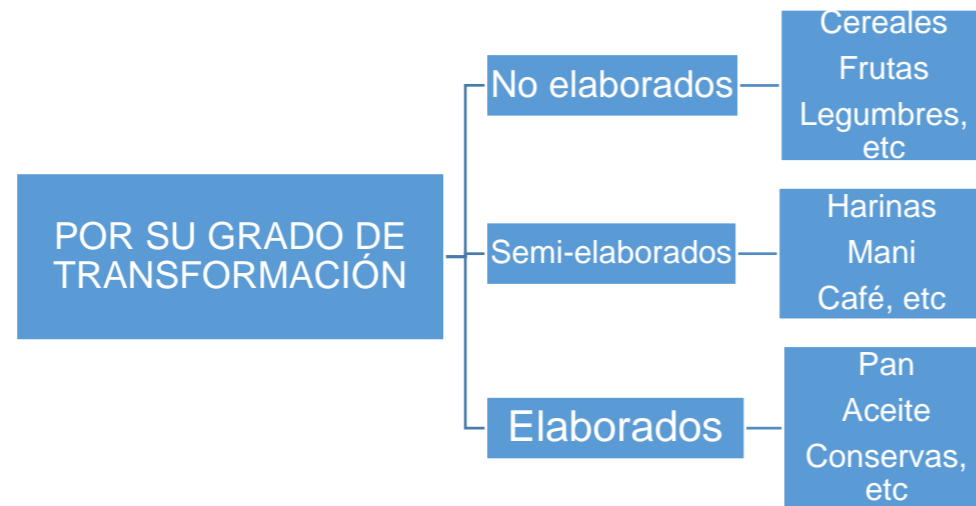 POR SU GRADO DE
TRANSFORMACIÓN
No elaborados
Cereales
Frutas
Legumbres,
etc
Semi-elaborados
Harinas
Mani
Café, etc
Elaborados
Pan
Aceite
Conservas,
etc